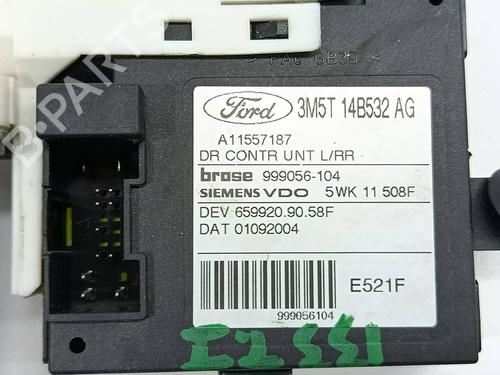 > PA6 GB30 <
Ford 3M5T 14B532 AG
A11557187
DR CONTR UNT L/RR
brose 999056-104
SIEMENS VDO 5WK 11 508F
DEV 659920.90.58F
DAT 01092004
E521F
999056104
B-PARTS